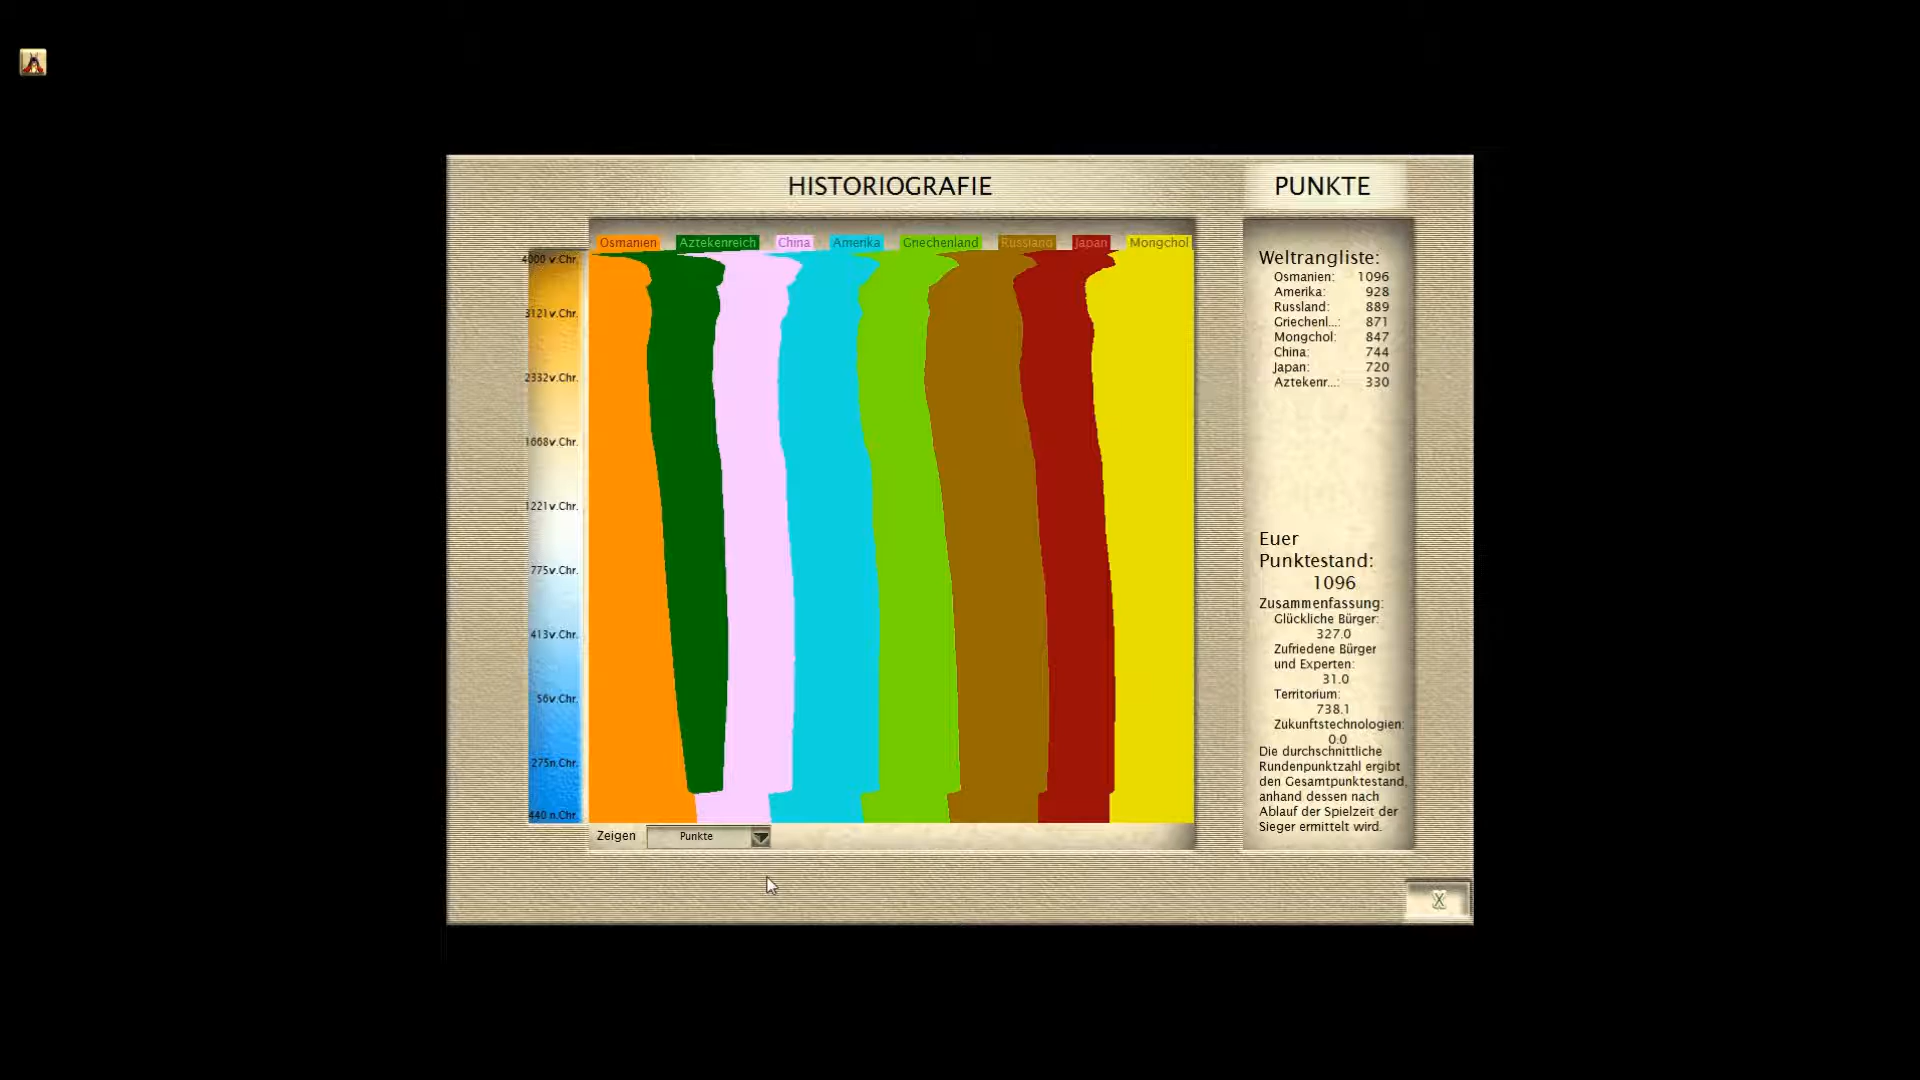 HISTORIOGRAFIE
PUNKTE
Osmanien Aztekenreich China Amerika Griechenland Russland Japan Mongchol
4000 v.Chr.
3121v.Chr.
2332v.Chr.
1668v.Chr.
1221v.Chr.
775v.Chr.
413v.Chr.
56v.Chr.
275n.Chr.
440 n.Chr.
Zeigen Punkte
Weltrangliste:
Osmanien: 1096
Amerika: 928
Russland: 889
Griechenl...: 871
Mongchol: 847
China: 744
Japan: 720
Aztekenr...: 330
Euer
Punktestand:
1096
Zusammenfassung:
Glückliche Bürger:
327.0
Zufriedene Bürger
und Experten:
31.0
Territorium:
738.1
Zukunftstechnologien:
0.0
Die durchschnittliche
Rundenpunktzahl ergibt
den Gesamtpunktestand,
anhand dessen nach
Ablauf der Spielzeit der
Sieger ermittelt wird.
X